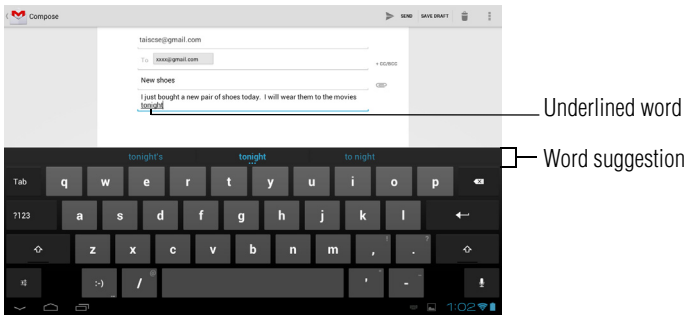 Compose SEND SAVE DRAFT
taiscse@gmail.com
To xxxx@gmail.com
+ CC/BCC
New shoes
I just bought a new pair of shoes today. I will wear them to the movies
tonight
Underlined word
Word suggestion
tonight's tonight to night
Tab q w e r t y u i o p
?123 a s d f g h j k l
z x c v b n m , ! . ?
:-) / @ ' " - _
1:02